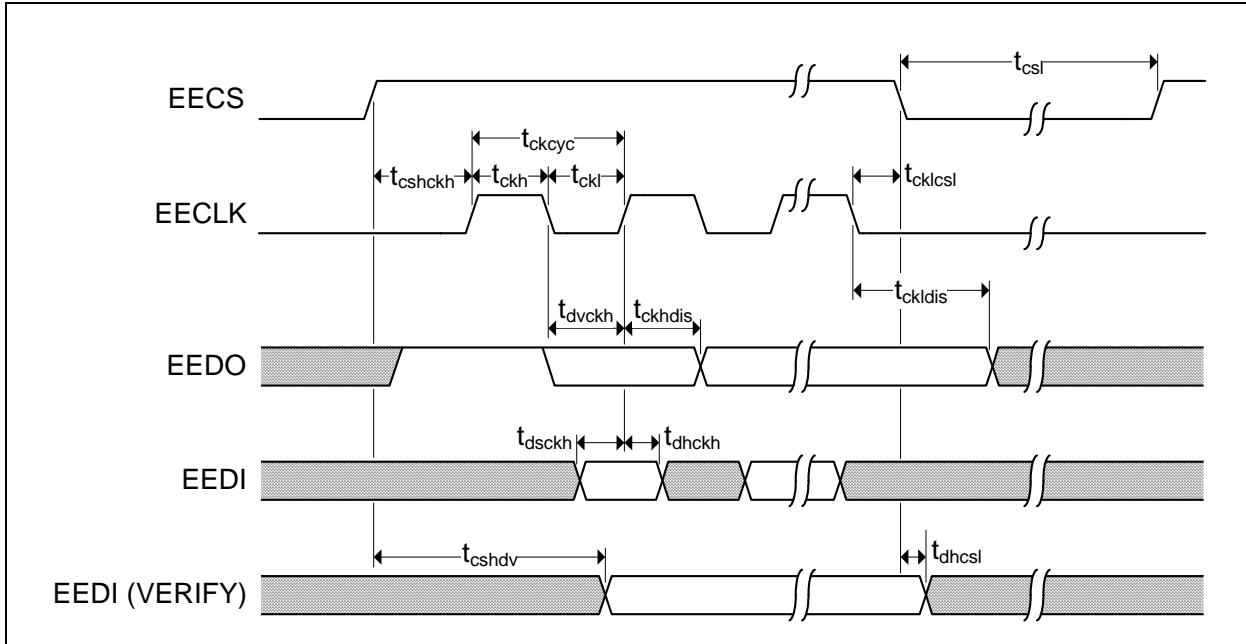 EECS
t_csl
t_ckcyc
t_cshckh
t_ckh
t_ckl
t_cklcsl
EECLK
t_ckldis
t_dvckh
t_ckhdis
EEDO
t_dsckh
t_dhckh
EEDI
t_cshdv
t_dhcsl
EEDI (VERIFY)